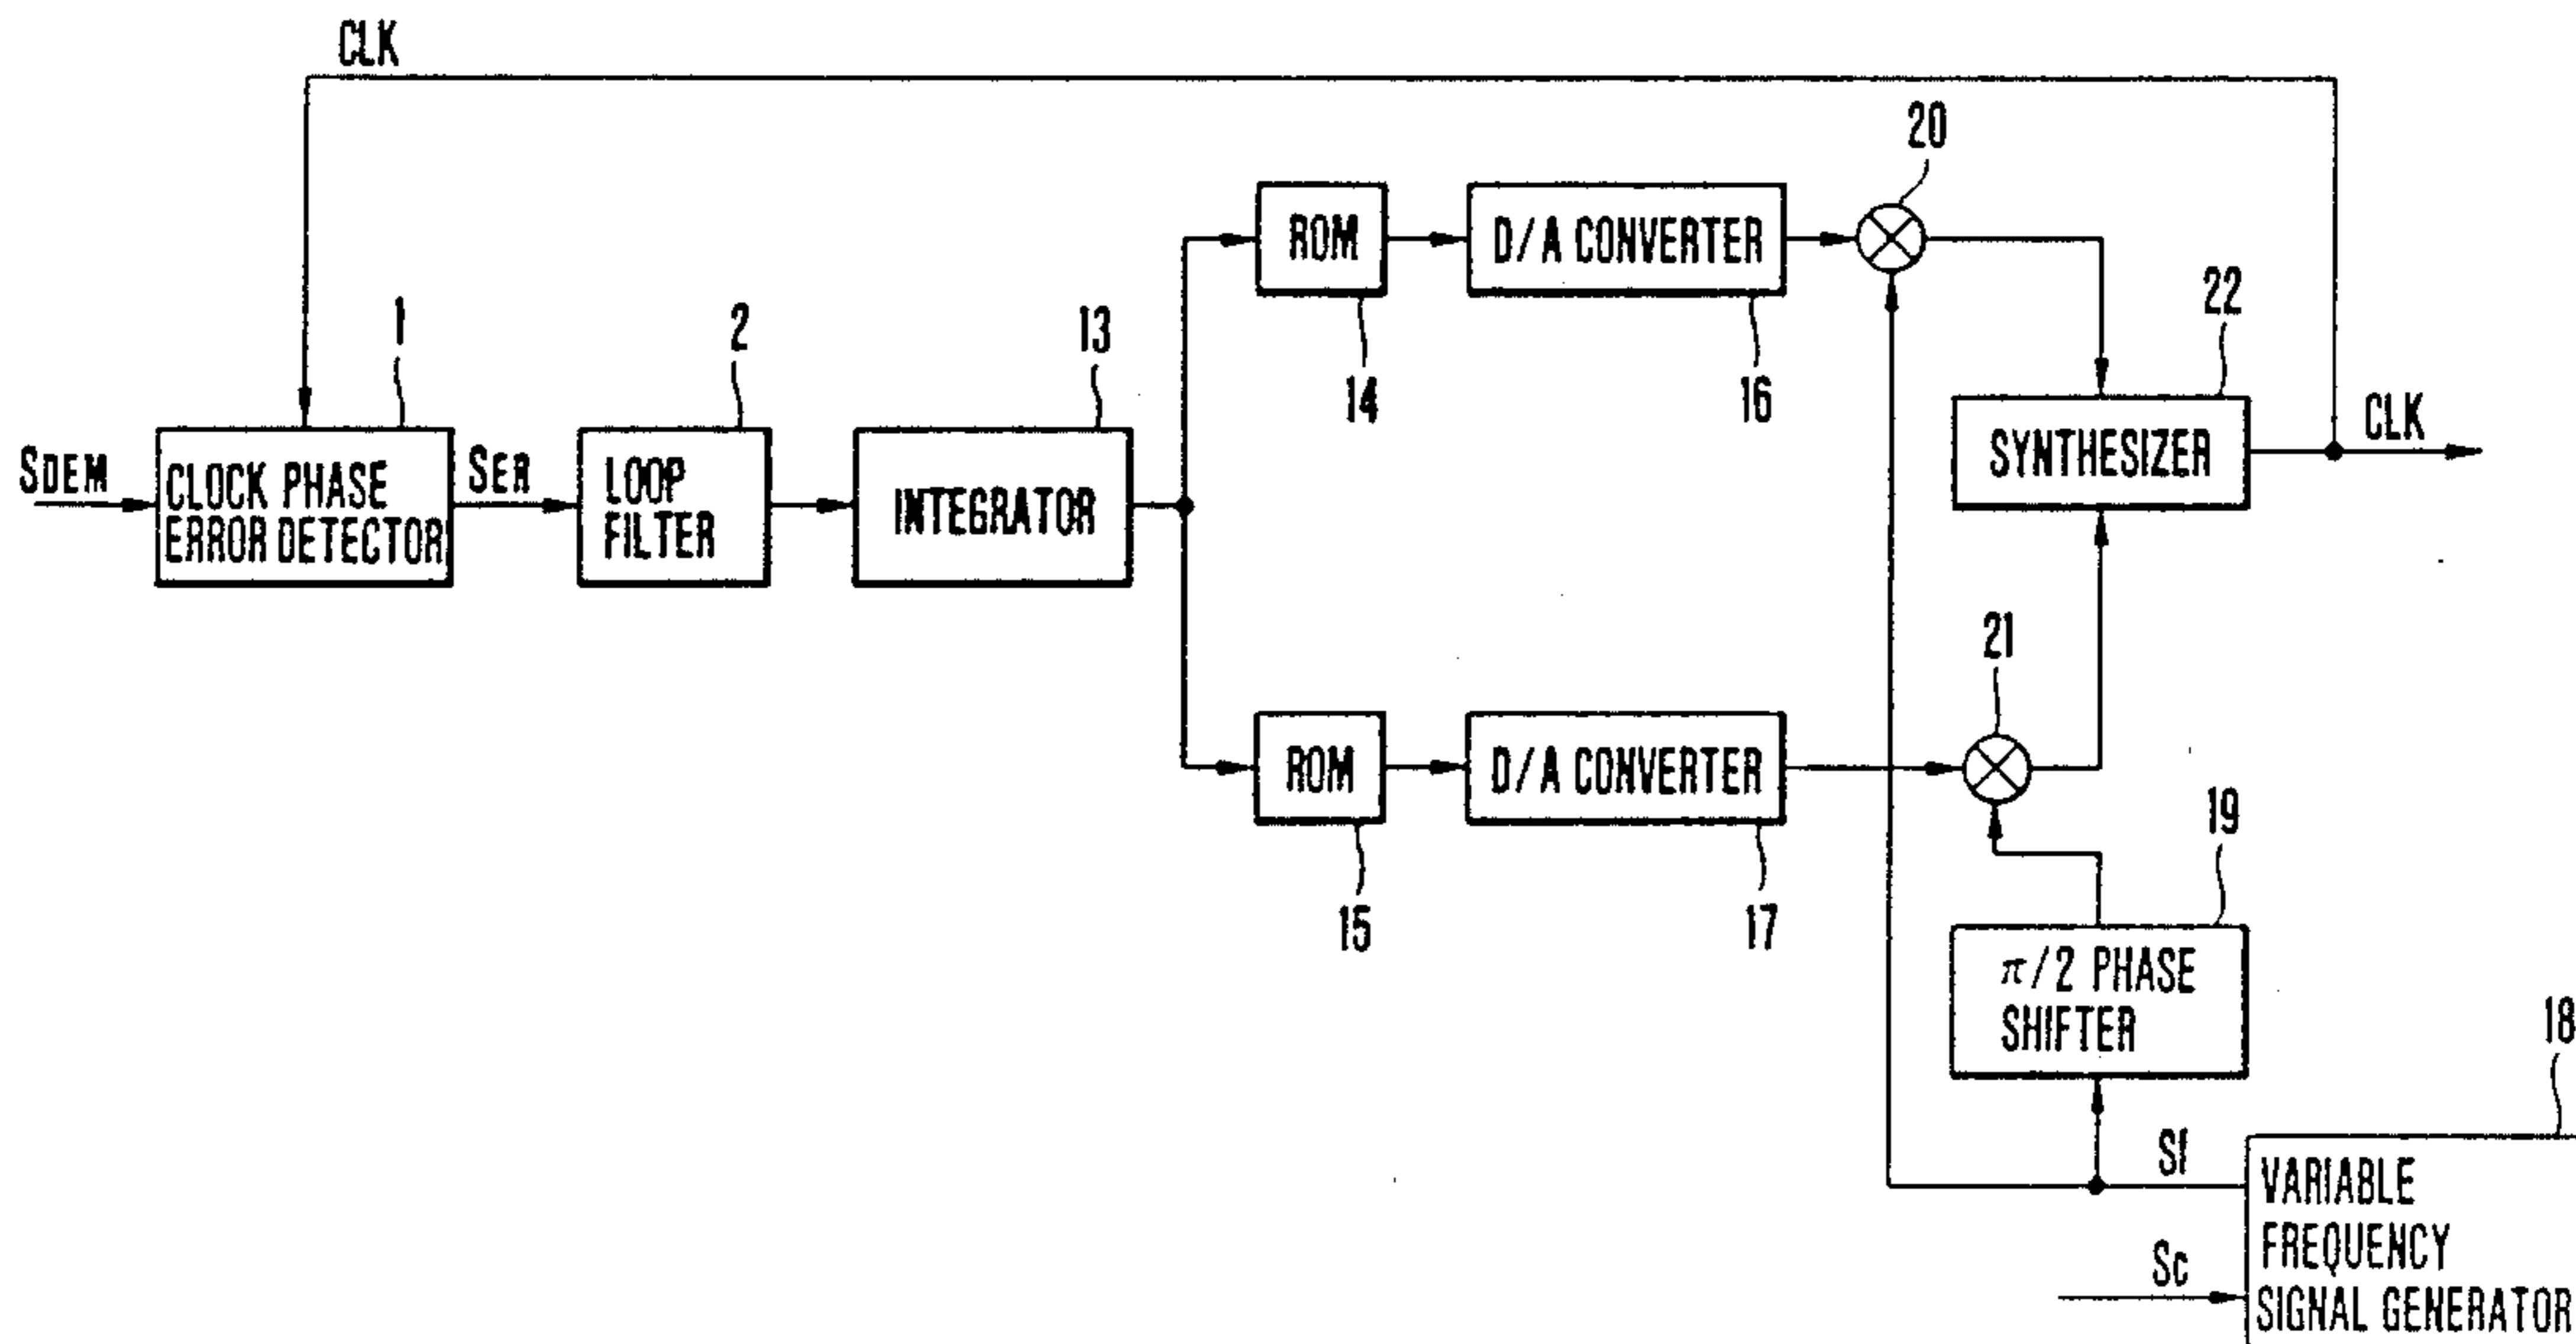 CLK
20
ROM
D/A CONVERTER
22
1
2
13
14
16
SYNTHESIZER
CLK
SDEM
CLOCK PHASE
ERROR DETECTOR
SER
LOOP
FILTER
INTEGRATOR
21
ROM
D/A CONVERTER
19
15
17
π/2 PHASE
SHIFTER
18
Sf
VARIABLE
FREQUENCY
SIGNAL GENERATOR
Sc